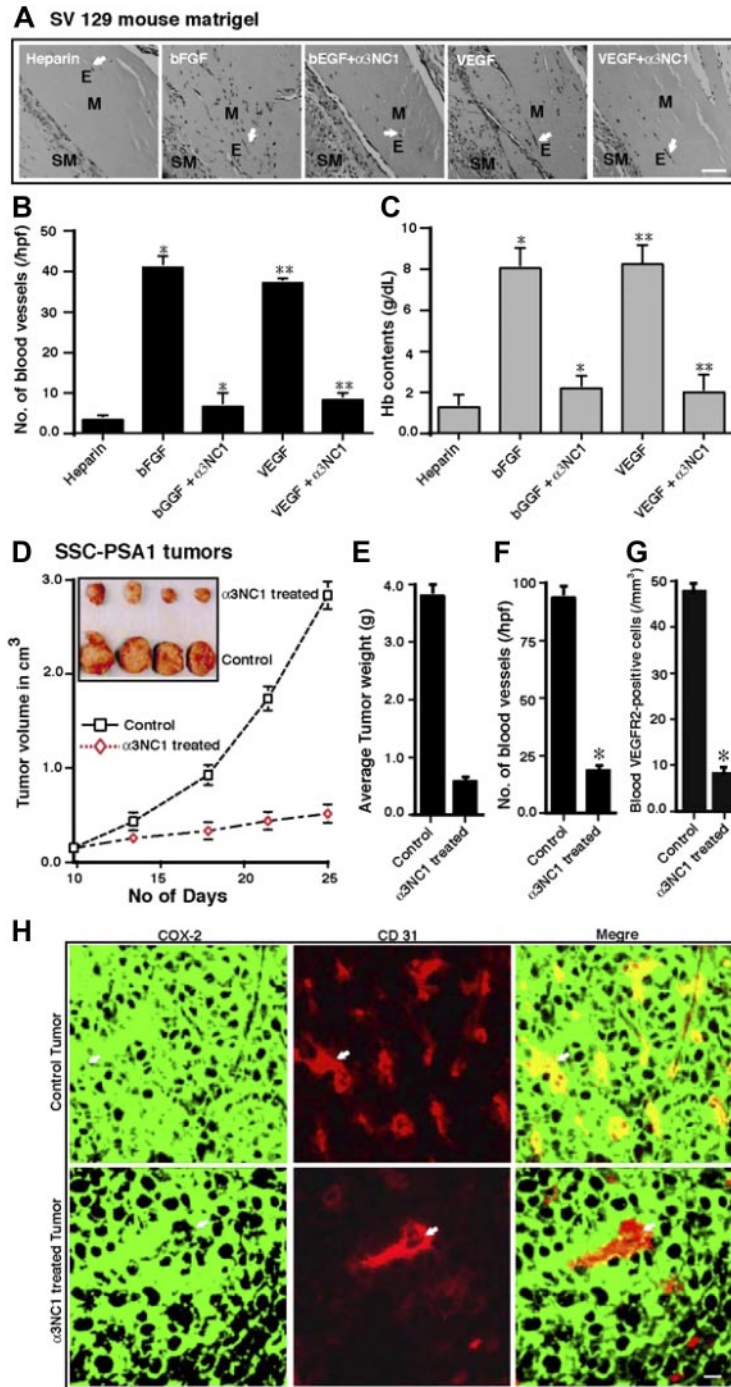 A SV 129 mouse matrigel
Heparin bFGF bEGF+α3NC1 VEGF VEGF+α3NC1
E M SM
M E SM
M E SM
M E SM
M E SM
B
No. of blood vessels (/hpf)
50
40
30
20
10
0.0
* * ** **
Heparin bFGF bGGF + α3NC1 VEGF VEGF + α3NC1
C
Hb contents (g/dL)
10
8
6
4
2
0.0
* * ** **
Heparin bFGF bGGF + α3NC1 VEGF VEGF + α3NC1
D SSC-PSA1 tumors
Tumor volume in cm3
3.0
2.0
1.0
0.0
α3NC1 treated
Control
Control
α3NC1 treated
10 15 20 25
No of Days
E
Average Tumor weight (g)
4.0
3.0
2.0
1.0
0.0
Control α3NC1 treated
F
No. of blood vessels (/hpf)
100
75
50
25
0.0
*
Control α3NC1 treated
G
Blood VEGFR2-positive cells (/mm3)
50
40
30
20
10
0.0
*
Control α3NC1 treated
H
COX-2 CD 31 Megre
Control Tumor
α3NC1 treated Tumor